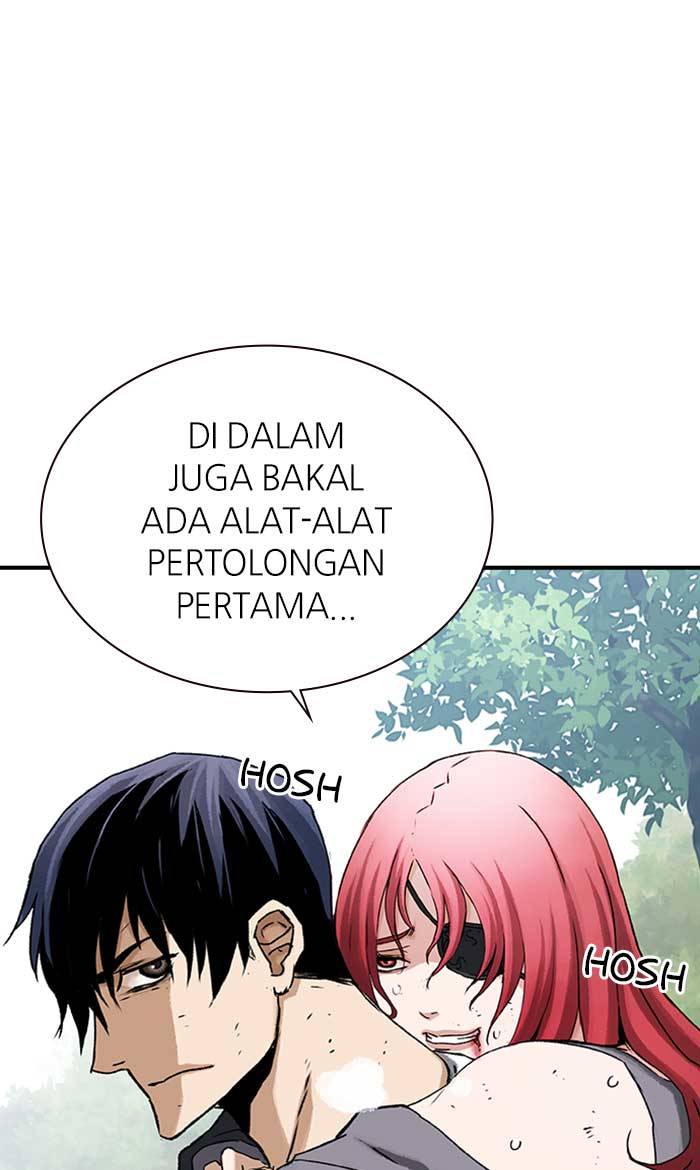 DI DALAM
JUGA BAKAL
ADA ALAT-ALAT
PERTOLONGAN
PERTAMA...
HOSH
HOSH